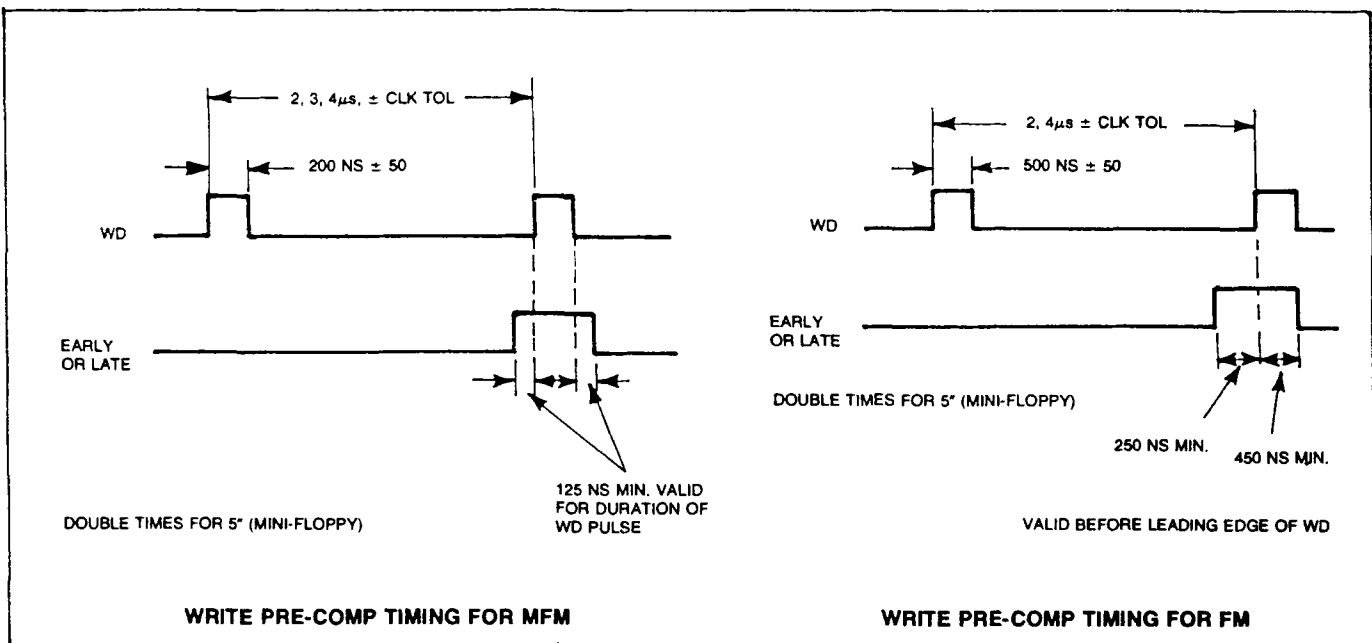 2, 3, 4μs, ± CLK TOL
200 NS ± 50
WD
EARLY
OR LATE
125 NS MIN. VALID
FOR DURATION OF
WD PULSE
DOUBLE TIMES FOR 5" (MINI-FLOPPY)
WRITE PRE-COMP TIMING FOR MFM
2, 4μs ± CLK TOL
500 NS ± 50
WD
EARLY
OR LATE
DOUBLE TIMES FOR 5" (MINI-FLOPPY)
250 NS MIN.
450 NS MIN.
VALID BEFORE LEADING EDGE OF WD
WRITE PRE-COMP TIMING FOR FM